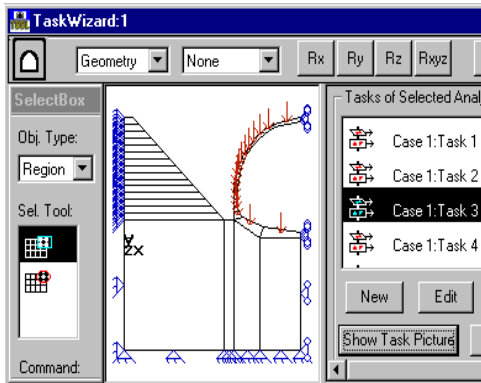 TaskWizard:1
Geometry None Rx Ry Rz Rxyz
SelectBox
Obj. Type:
Region
Sel. Tool:
Command:
y
zx
Tasks of Selected Anal
Case 1:Task 1
Case 1:Task 2
Case 1:Task 3
Case 1:Task 4
New Edit
Show Task Picture